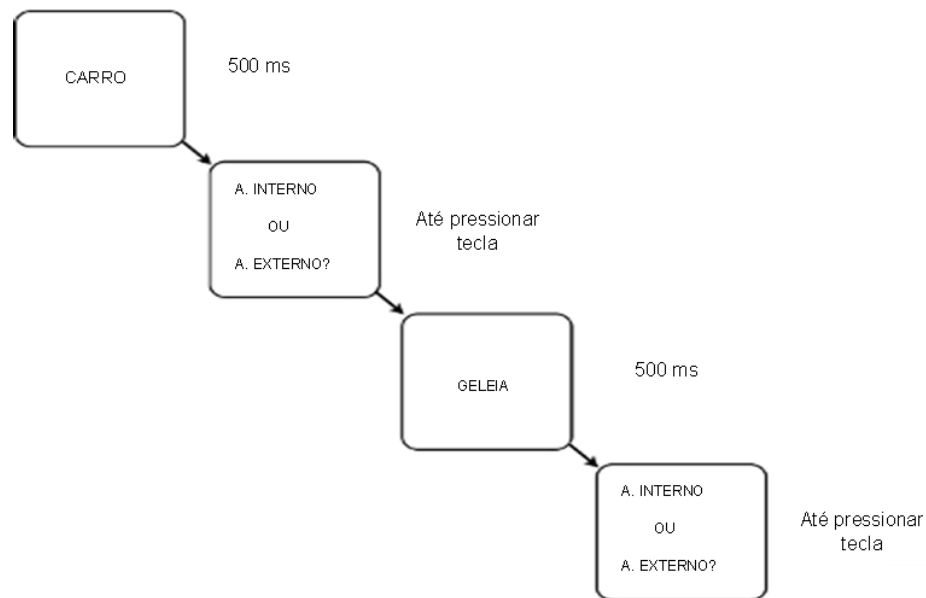 CARRO
500 ms
A. INTERNO
OU
A. EXTERNO?
Até pressionar
tecla
GELEIA
500 ms
A. INTERNO
OU
A. EXTERNO?
Até pressionar
tecla